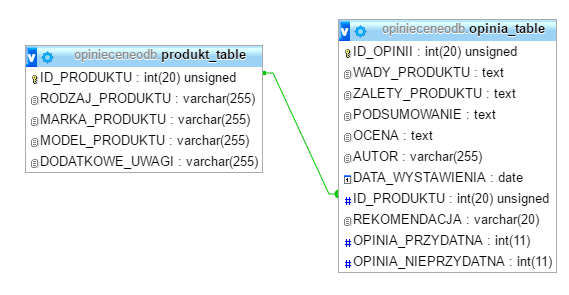 opinieceneodb.produkt_table
ID_PRODUKTU : int(20) unsigned
RODZAJ_PRODUKTU : varchar(255)
MARKA_PRODUKTU : varchar(255)
MODEL_PRODUKTU : varchar(255)
DODATKOWE_UWAGI : varchar(255)
opinieceneodb.opinia_table
ID_OPINII : int(20) unsigned
WADY_PRODUKTU : text
ZALETY_PRODUKTU : text
PODSUMOWANIE : text
OCENA : text
AUTOR : varchar(255)
DATA_WYSTAWIENIA : date
# ID_PRODUKTU : int(20) unsigned
REKOMENDACJA : varchar(20)
# OPINIA_PRZYDATNA : int(11)
# OPINIA_NIEPRZYDATNA : int(11)